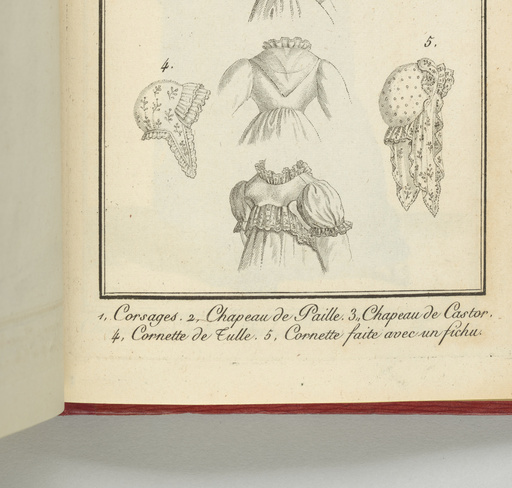 5.
4.
1, Corsages. 2, Chapeau de Paille. 3, Chapeau de Castor.
4, Cornette de Tulle. 5, Cornette faite avec un fichu.